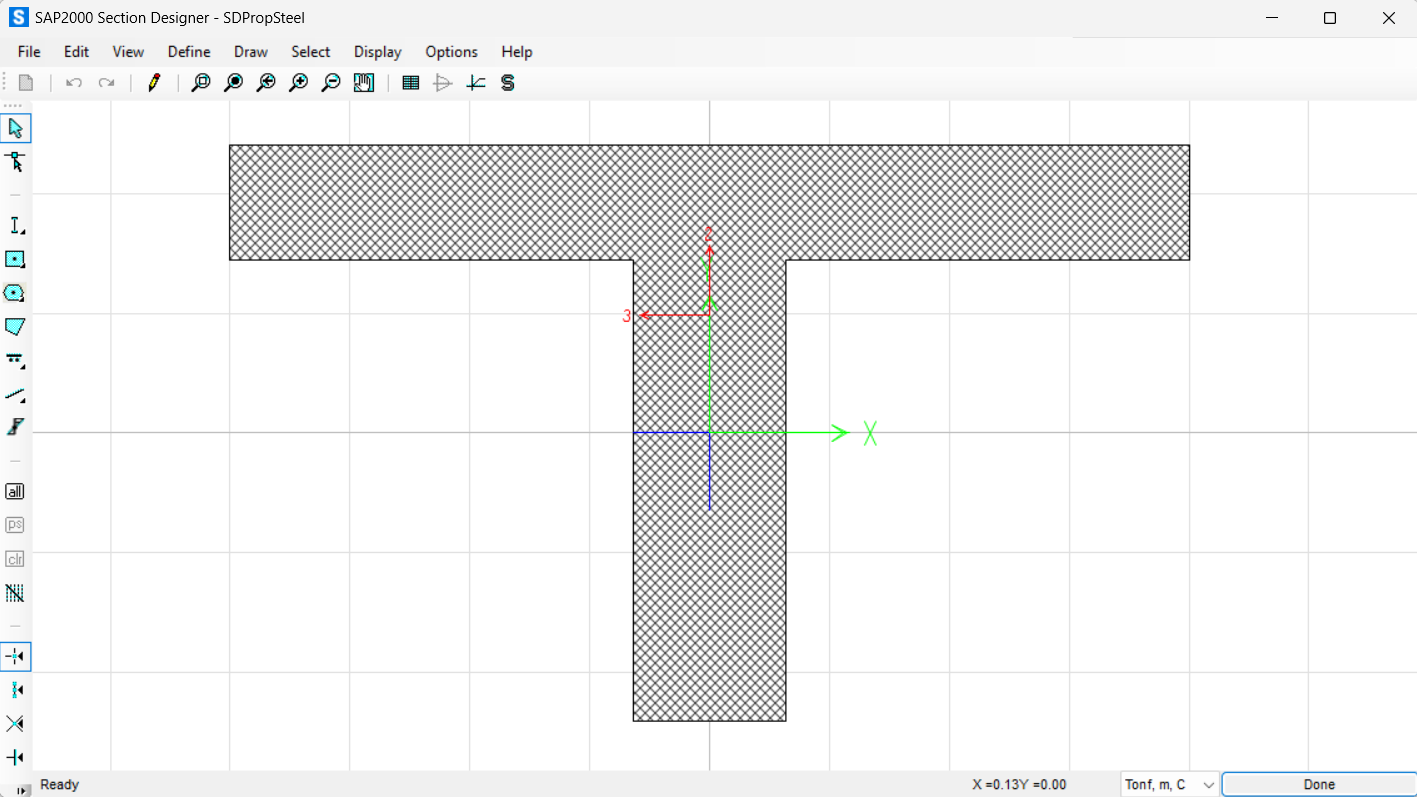 S SAP2000 Section Designer - SDPropSteel
File Edit View Define Draw Select Display Options Help
S
2
Y
3
X
all
ps
clr
Ready X =0.13Y =0.00 Tonf, m, C Done